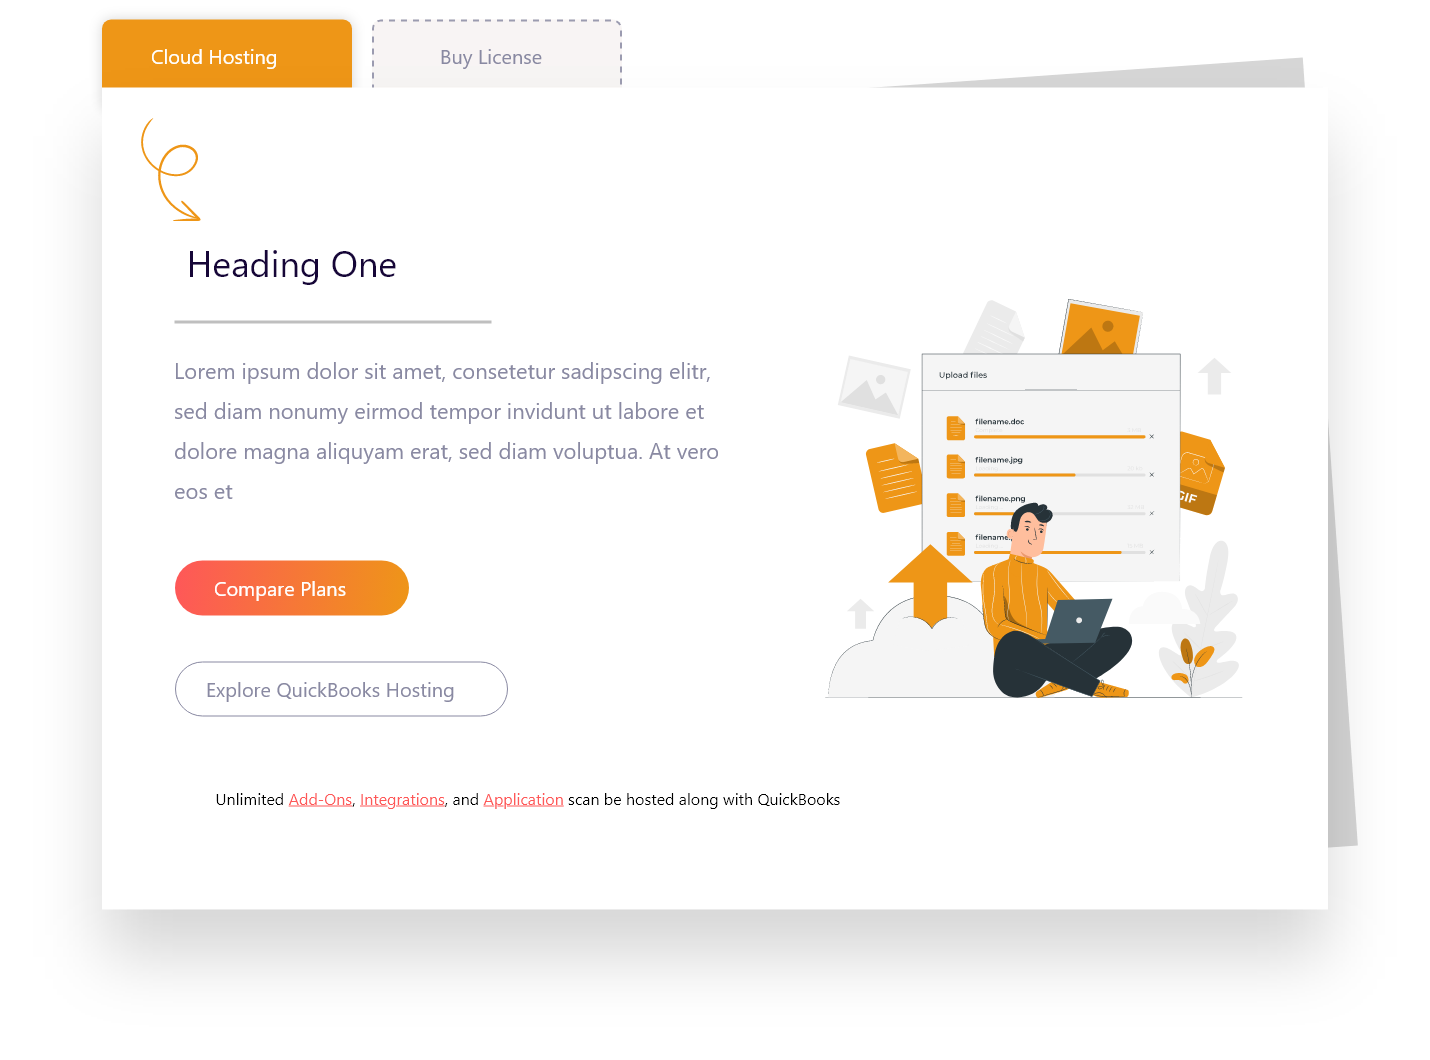 Cloud Hosting
Buy License
Heading One
Lorem ipsum dolor sit amet, consetetur sadipscing elitr,
sed diam nonumy eirmod tempor invidunt ut labore et
dolore magna aliquyam erat, sed diam voluptua. At vero
eos et
Compare Plans
Explore QuickBooks Hosting
Unlimited Add-Ons, Integrations, and Application scan be hosted along with QuickBooks
Upload files
filename.doc
filename.jpg
filename.png
filename.
GIF